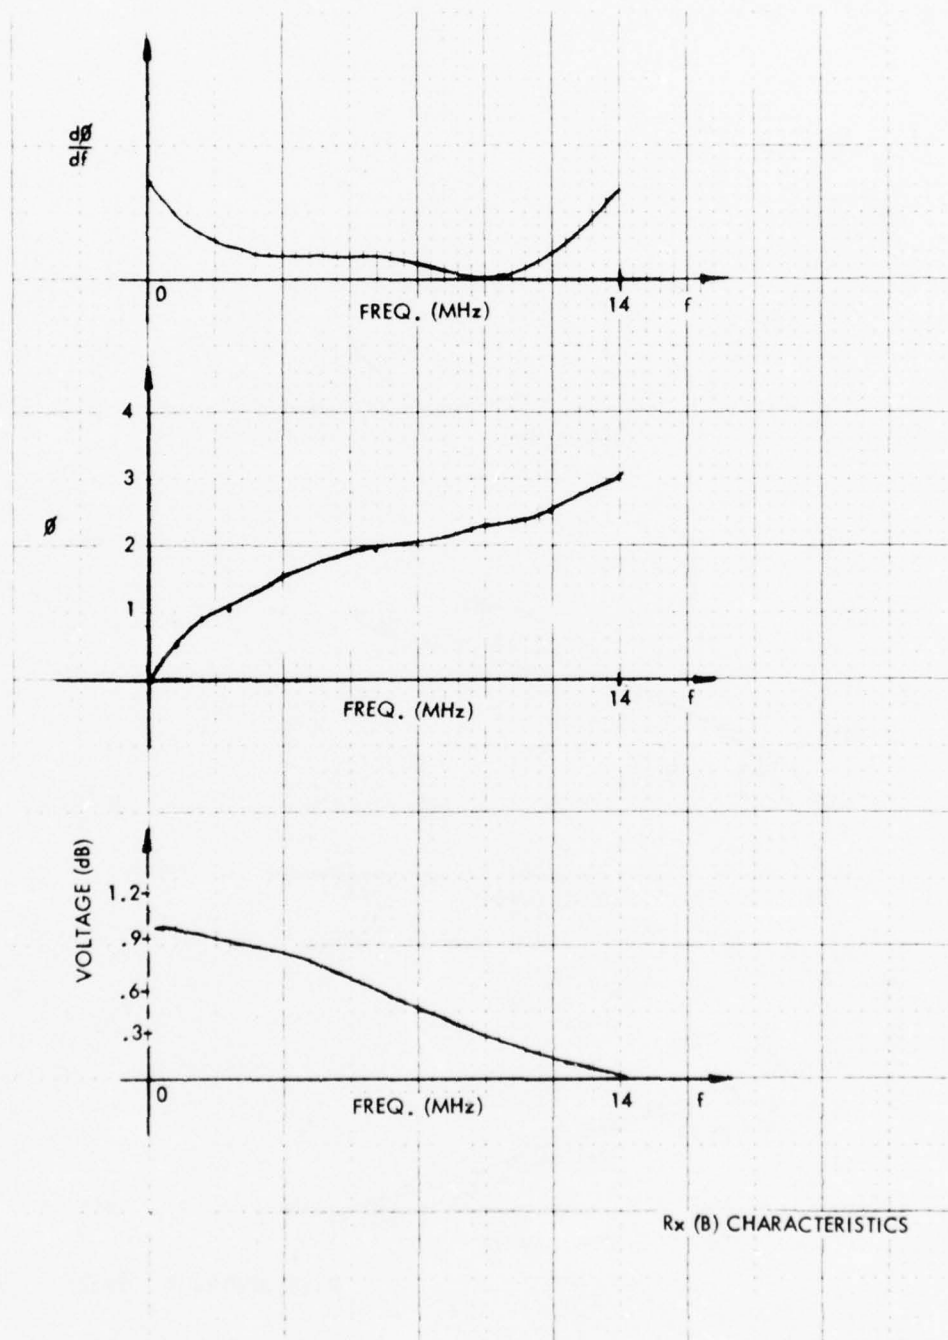 dØ
df
0
FREQ. (MHz)
14
f
4
3
Ø
2
1
14
f
FREQ. (MHz)
VOLTAGE (dB)
1.2
.9
.6
.3
0
FREQ. (MHz)
14
f
Rx (B) CHARACTERISTICS